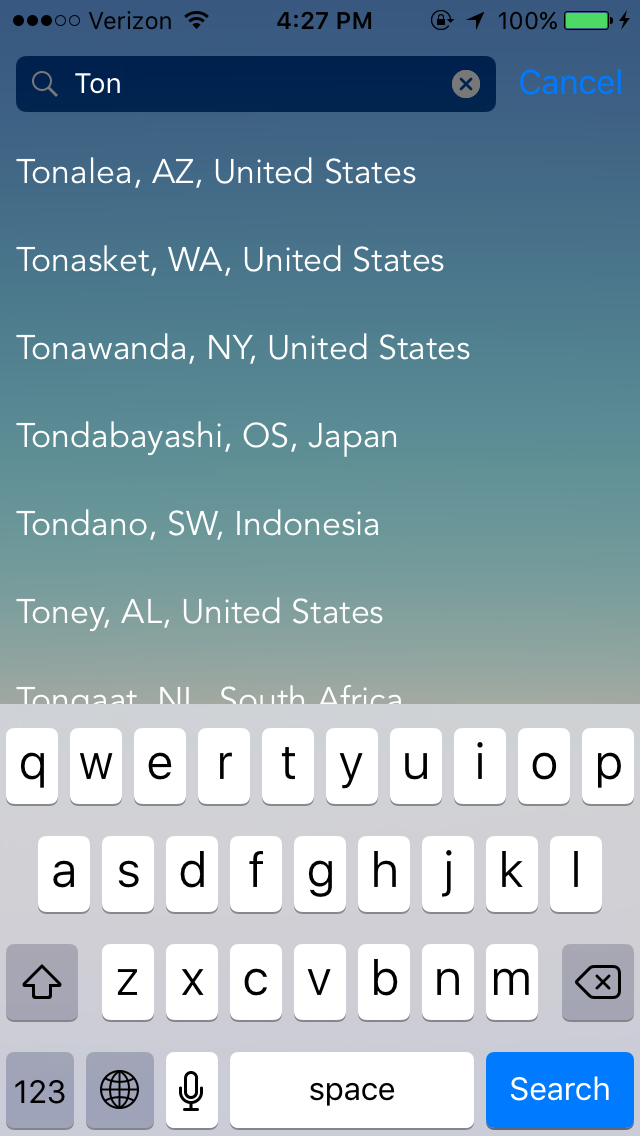 Verizon 4:27 PM 100%
Ton Cancel
Tonalea, AZ, United States
Tonasket, WA, United States
Tonawanda, NY, United States
Tondabayashi, OS, Japan
Tondano, SW, Indonesia
Toney, AL, United States
Tongaat, NL, South Africa
q w e r t y u i o p
a s d f g h j k l
z x c v b n m
123 space Search